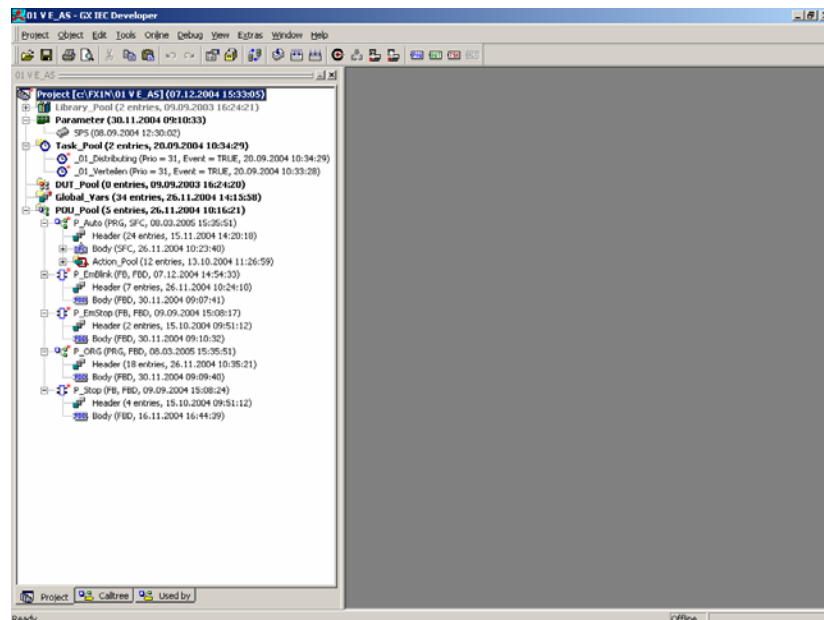 01 V E_AS - GX IEC Developer
Project Object Edit Tools Online Debug View Extras Window Help
01 V E_AS
Project [c:\FX1N\01 V E_AS] (07.12.2004 15:33:05)
Library_Pool (2 entries, 09.09.2003 16:24:21)
Parameter (30.11.2004 09:10:33)
SPS (08.09.2004 12:30:02)
Task_Pool (2 entries, 20.09.2004 10:34:29)
_01_Distributing (Prio = 31, Event = TRUE, 20.09.2004 10:34:29)
_01_Verteilen (Prio = 31, Event = TRUE, 20.09.2004 10:33:28)
DUT_Pool (0 entries, 09.09.2003 16:24:20)
Global_Vars (34 entries, 26.11.2004 14:15:58)
POU_Pool (5 entries, 26.11.2004 10:16:21)
P_Auto (PRG, SFC, 08.03.2005 15:35:51)
Header (24 entries, 15.11.2004 14:20:18)
Body (SFC, 26.11.2004 10:23:40)
Action_Pool (12 entries, 13.10.2004 11:26:59)
P_EmBlink (FB, FBD, 07.12.2004 14:54:33)
Header (7 entries, 26.11.2004 10:24:10)
Body (FBD, 30.11.2004 09:07:41)
P_EmStop (FB, FBD, 09.09.2004 15:08:17)
Header (2 entries, 15.10.2004 09:51:12)
Body (FBD, 30.11.2004 09:10:32)
P_ORG (PRG, FBD, 08.03.2005 15:35:51)
Header (18 entries, 26.11.2004 10:35:21)
Body (FBD, 30.11.2004 09:09:40)
P_Stop (FB, FBD, 09.09.2004 15:08:24)
Header (4 entries, 15.10.2004 09:51:12)
Body (FBD, 16.11.2004 16:44:39)
Project Calltree Used by
Ready Offline